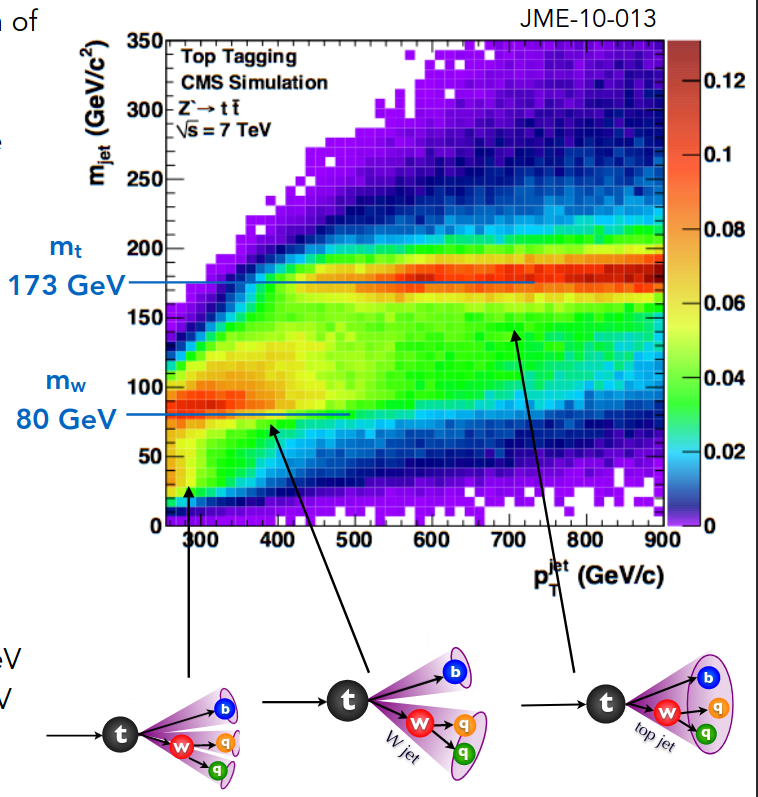 n of
JME-10-013
350
300
250
200
150
100
50
0
m_jet (GeV/c²)
Top Tagging
CMS Simulation
Z`→ t t̄
√s = 7 TeV
0.12
0.1
0.08
0.06
0.04
0.02
0
m_t
173 GeV
m_w
80 GeV
300 400 500 600 700 800 900
p_T^jet (GeV/c)
eV
V
t b w q q
t b w q q
W jet
t b w q q
top jet